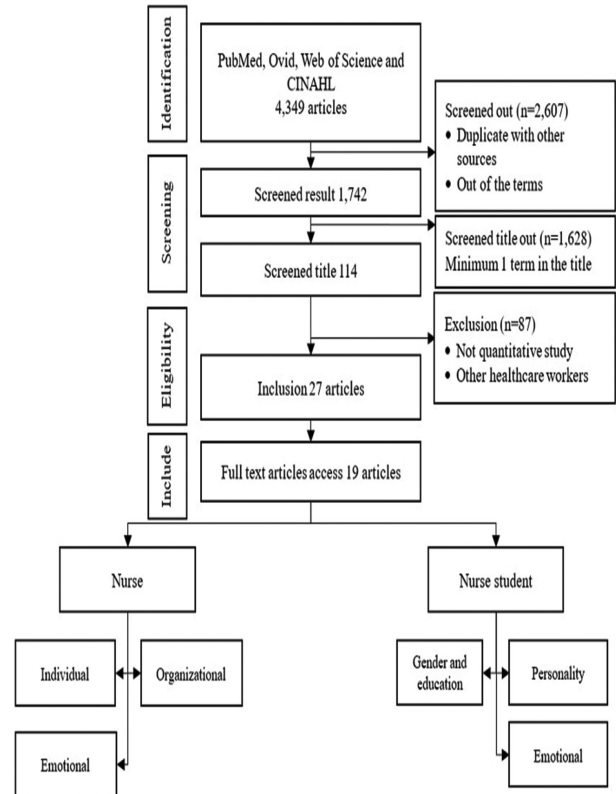 Identification
PubMed, Ovid, Web of Science and
CINAHL
4,349 articles
Screened out (n=2,607)
• Duplicate with other
sources
• Out of the terms
Screening
Screened result 1,742
Screened title out (n=1,628)
Minimum 1 term in the title
Screened title 114
Exclusion (n=87)
• Not quantitative study
• Other healthcare workers
Eligibility
Inclusion 27 articles
Include
Full text articles access 19 articles
Nurse
Nurse student
Individual
Organizational
Gender and
education
Personality
Emotional
Emotional